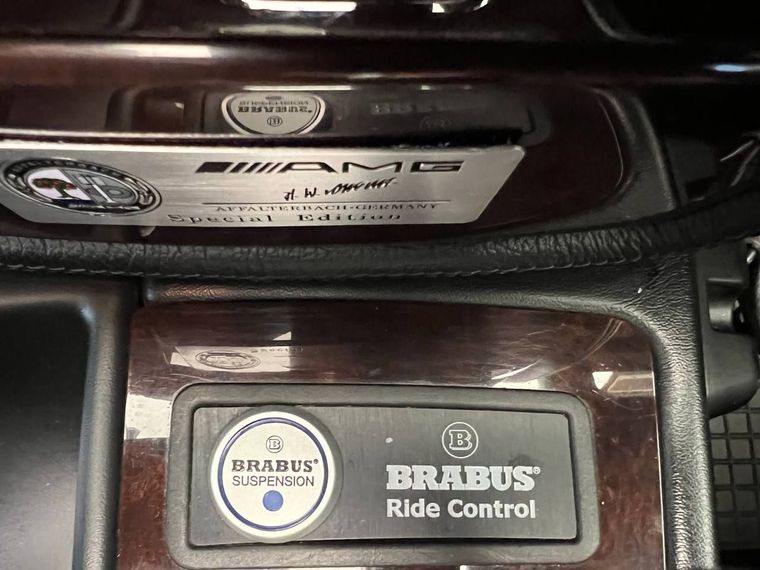 AMG
AFFALTERBACH-GERMANY
Special Edition
B
BRABUS®
SUSPENSION
B
BRABUS®
Ride Control